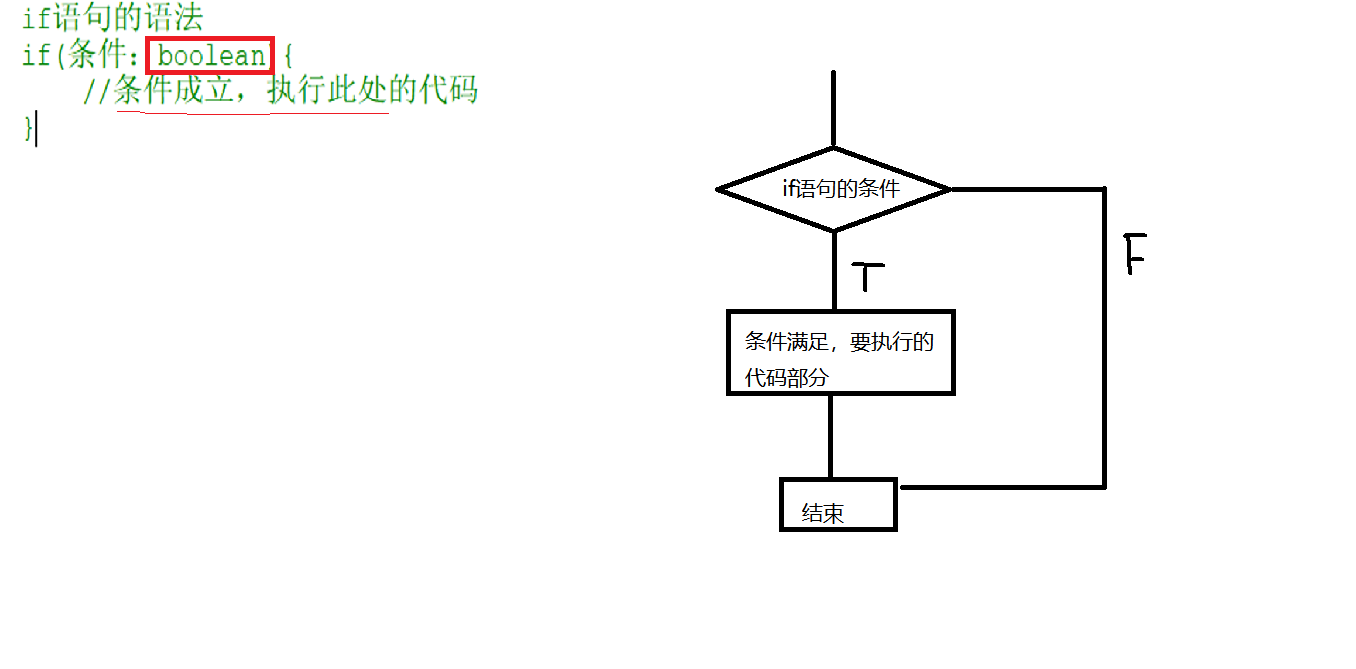 if语句的语法
if(条件：boolean{
//条件成立，执行此处的代码
}
if语句的条件
T
F
条件满足，要执行的
代码部分
结束